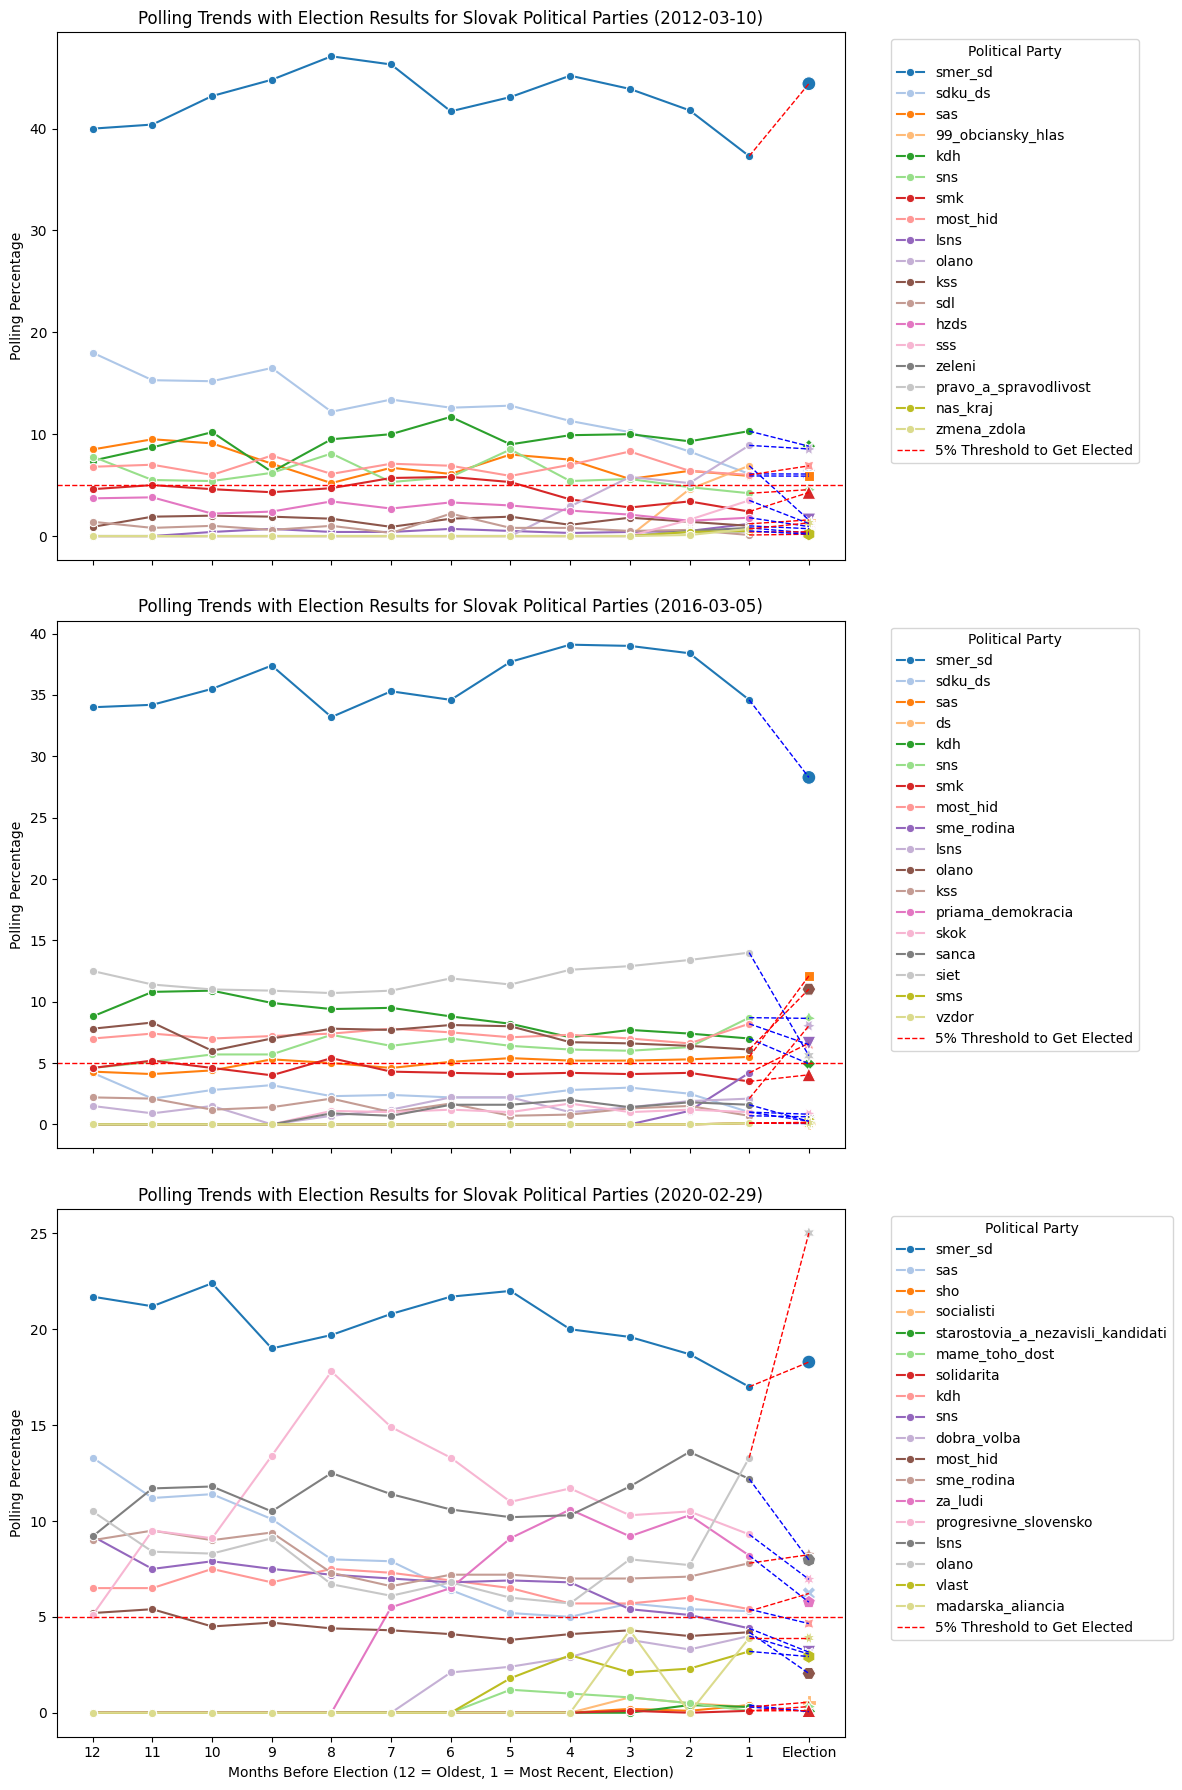 Polling Trends with Election Results for Slovak Political Parties (2012-03-10)
Polling Percentage
40
30
20
10
0
Political Party
smer_sd
sdku_ds
sas
99_obciansky_hlas
kdh
sns
smk
most_hid
lsns
olano
kss
sdl
hzds
sss
zeleni
pravo_a_spravodlivost
nas_kraj
zmena_zdola
5% Threshold to Get Elected
Polling Trends with Election Results for Slovak Political Parties (2016-03-05)
Polling Percentage
40
35
30
25
20
15
10
5
0
Political Party
smer_sd
sdku_ds
sas
ds
kdh
sns
smk
most_hid
sme_rodina
lsns
olano
kss
priama_demokracia
skok
sanca
siet
sms
vzdor
5% Threshold to Get Elected
Polling Trends with Election Results for Slovak Political Parties (2020-02-29)
Polling Percentage
25
20
15
10
5
0
Political Party
smer_sd
sas
sho
socialisti
starostovia_a_nezavisli_kandidati
mame_toho_dost
solidarita
kdh
sns
dobra_volba
most_hid
sme_rodina
za_ludi
progresivne_slovensko
lsns
olano
vlast
madarska_aliancia
5% Threshold to Get Elected
12 11 10 9 8 7 6 5 4 3 2 1 Election
Months Before Election (12 = Oldest, 1 = Most Recent, Election)